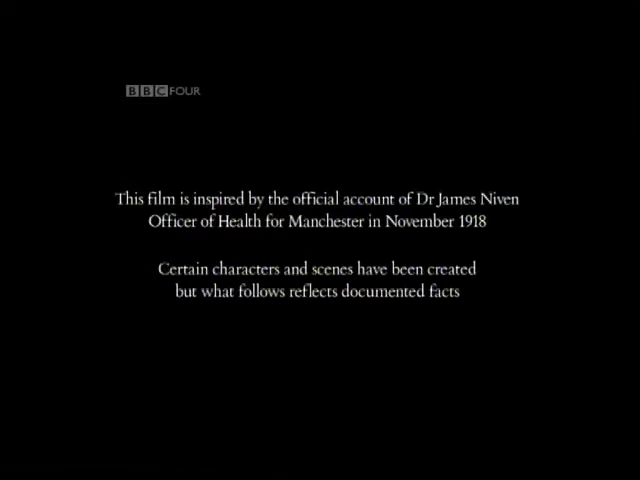 BBC FOUR
This film is inspired by the official account of Dr James Niven
Officer of Health for Manchester in November 1918
Certain characters and scenes have been created
but what follows reflects documented facts